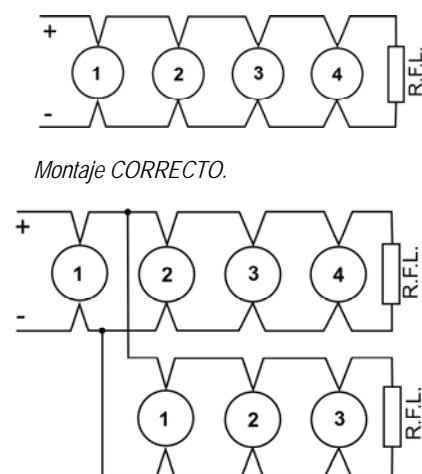 +
1 2 3 4 R.F.L.
-
Montaje CORRECTO.
+
1 2 3 4 R.F.L.
-
1 2 3 R.F.L.